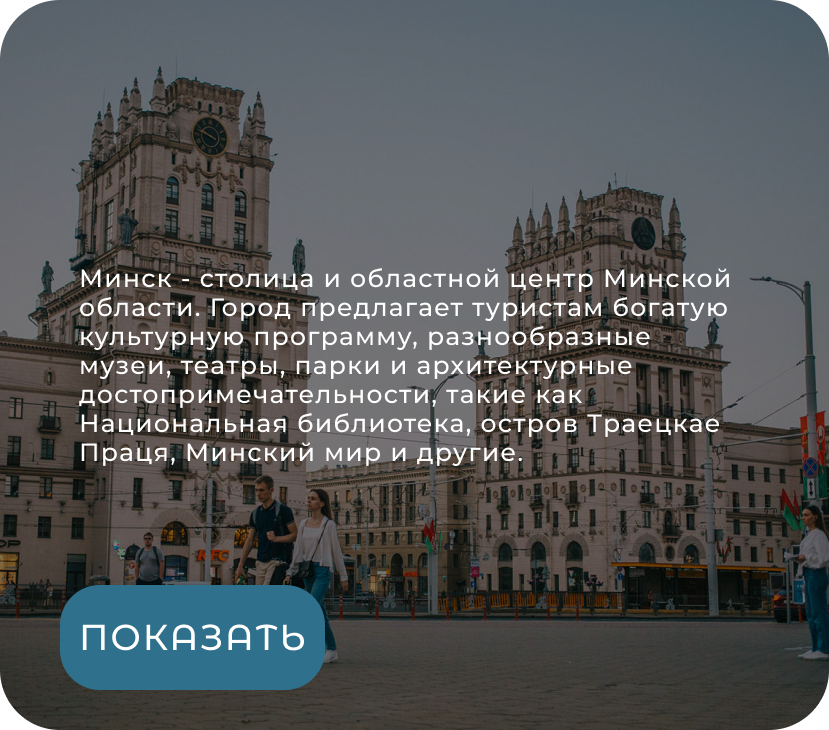 Минск - столица и областной центр Минской
области. Город предлагает туристам богатую
культурную программу, разнообразные
музеи, театры, парки и архитектурные
достопримечательности, такие как
Национальная библиотека, остров Траецкае
Праця, Минский мир и другие.
ПОКАЗАТЬ